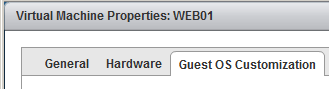 Virtual Machine Properties: WEB01
General Hardware Guest OS Customization